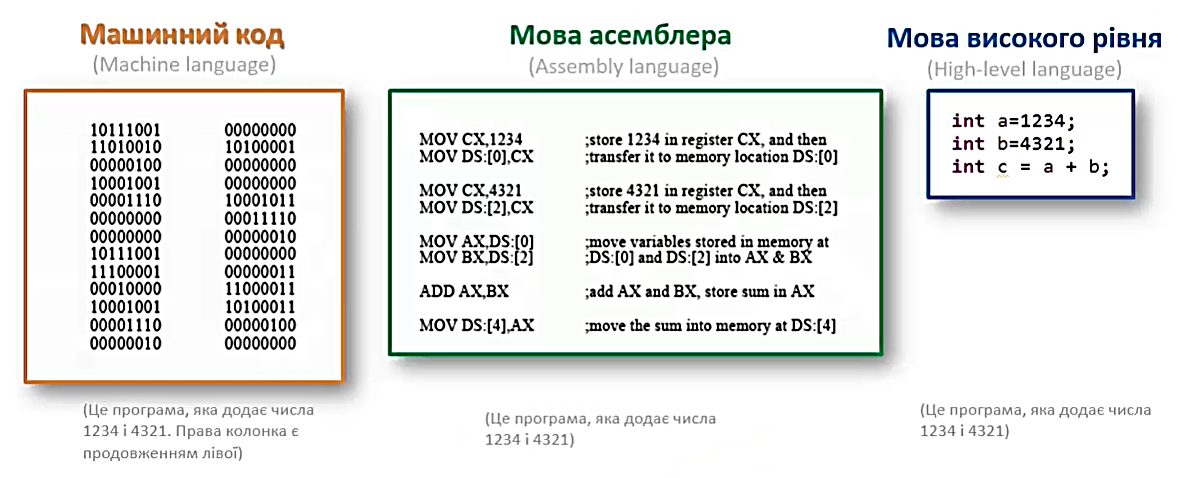 Машинний код
(Machine language)
10111001 00000000
11010010 10100001
00000100 00000000
10001001 00000000
00001110 10001011
00000000 00011110
00000000 00000010
10111001 00000000
11100001 00000011
00010000 11000011
10001001 10100011
00001110 00000100
00000010 00000000
(Це програма, яка додає числа
1234 і 4321. Права колонка є
продовженням лівої)
Мова асемблера
(Assembly language)
MOV CX,1234 ;store 1234 in register CX, and then
MOV DS:[0],CX ;transfer it to memory location DS:[0]
MOV CX,4321 ;store 4321 in register CX, and then
MOV DS:[2],CX ;transfer it to memory location DS:[2]
MOV AX,DS:[0] ;move variables stored in memory at
MOV BX,DS:[2] ;DS:[0] and DS:[2] into AX & BX
ADD AX,BX ;add AX and BX, store sum in AX
MOV DS:[4],AX ;move the sum into memory at DS:[4]
(Це програма, яка додає числа
1234 і 4321)
Мова високого рівня
(High-level language)
int a=1234;
int b=4321;
int c = a + b;
(Це програма, яка додає числа
1234 і 4321)